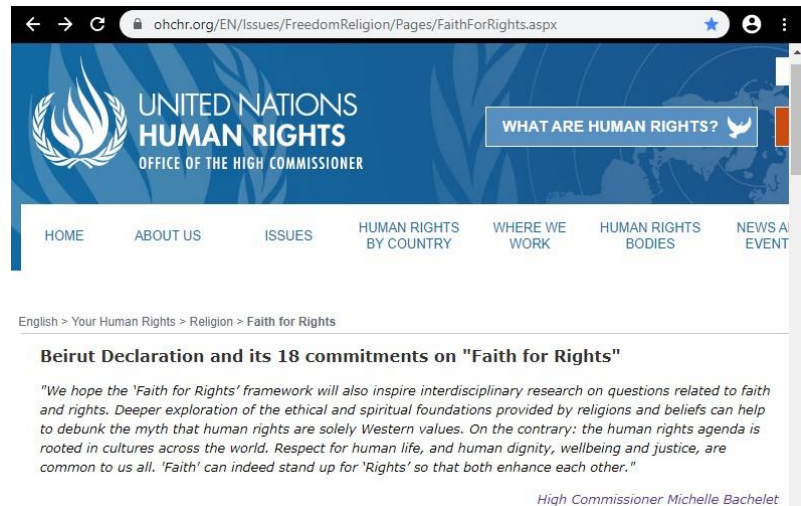 ohchr.org/EN/Issues/FreedomReligion/Pages/FaithForRights.aspx
UNITED NATIONS
HUMAN RIGHTS
OFFICE OF THE HIGH COMMISSIONER
WHAT ARE HUMAN RIGHTS?
HOME
ABOUT US
ISSUES
HUMAN RIGHTS
BY COUNTRY
WHERE WE
WORK
HUMAN RIGHTS
BODIES
NEWS A
EVENT
English > Your Human Rights > Religion > Faith for Rights
Beirut Declaration and its 18 commitments on "Faith for Rights"
"We hope the 'Faith for Rights' framework will also inspire interdisciplinary research on questions related to faith
and rights. Deeper exploration of the ethical and spiritual foundations provided by religions and beliefs can help
to debunk the myth that human rights are solely Western values. On the contrary: the human rights agenda is
rooted in cultures across the world. Respect for human life, and human dignity, wellbeing and justice, are
common to us all. 'Faith' can indeed stand up for 'Rights' so that both enhance each other."
High Commissioner Michelle Bachelet